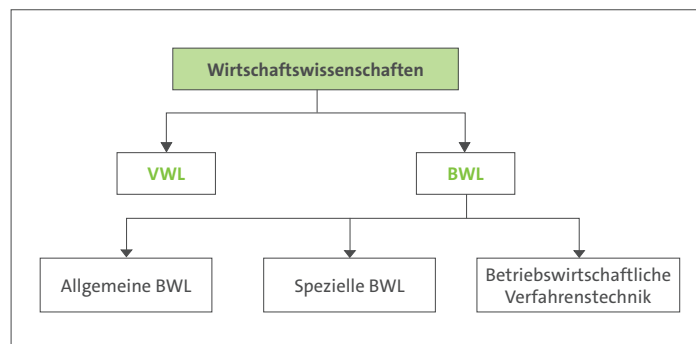 Wirtschaftswissenschaften
VWL
BWL
Allgemeine BWL
Spezielle BWL
Betriebswirtschaftliche
Verfahrenstechnik